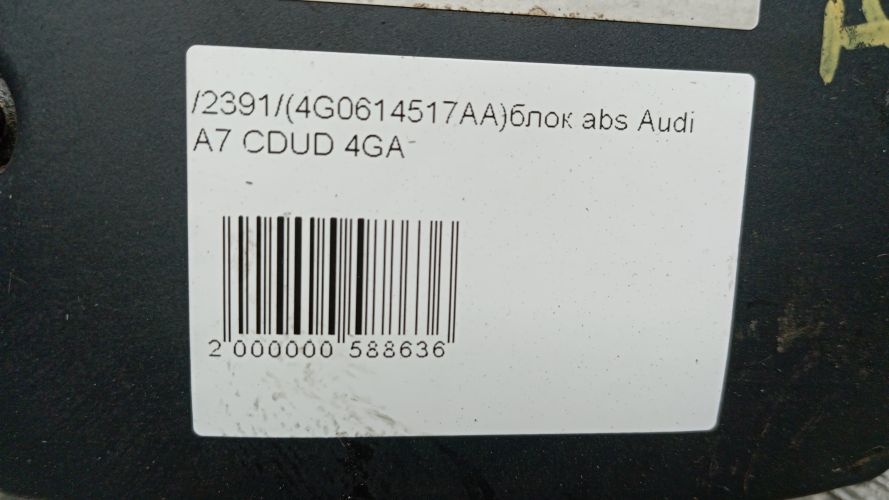 /2391/(4G0614517AA)блок abs Audi
A7 CDUD 4GA
2 000000 588636